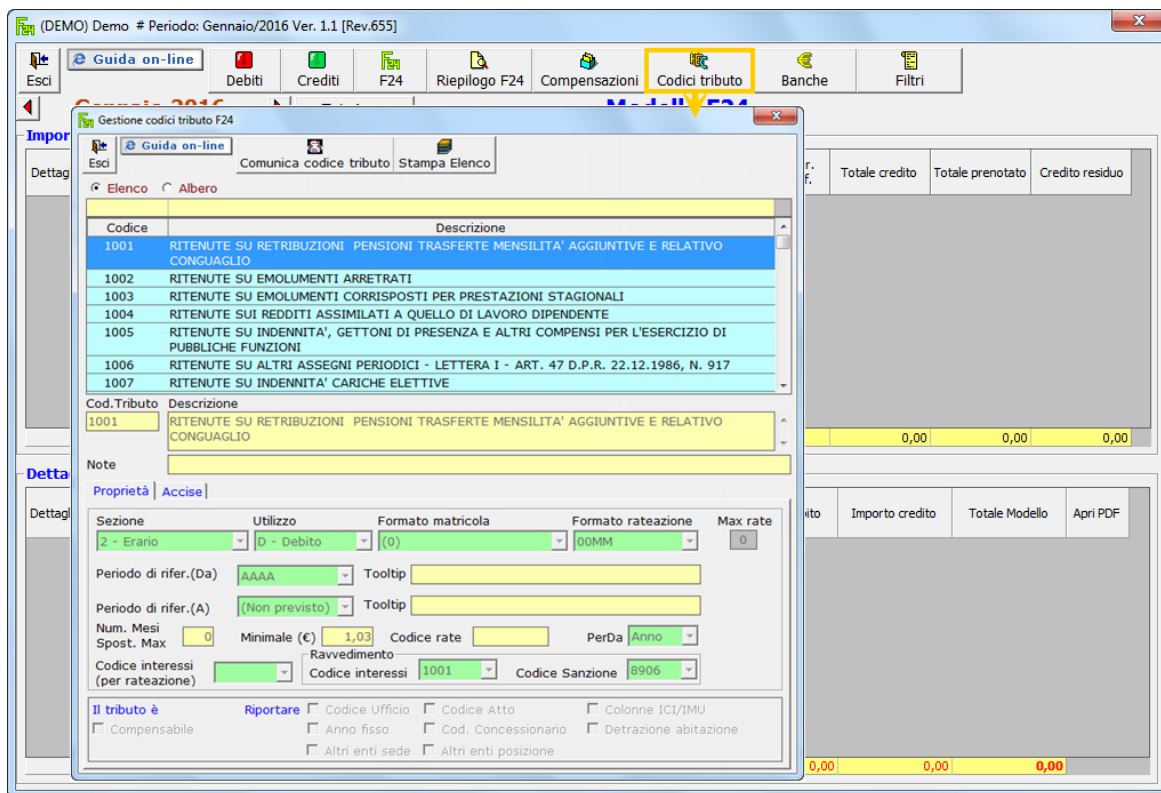 (DEMO) Demo # Periodo: Gennaio/2016 Ver. 1.1 [Rev.655]
Esci
Guida on-line
Debiti
Crediti
F24
Riepilogo F24
Compensazioni
Codici tributo
Banche
Filtri
Gestione codici tributo F24
Esci
Guida on-line
Comunica codice tributo
Stampa Elenco
Elenco
Albero
Totale credito
Totale prenotato
Credito residuo
Codice Descrizione
1001 RITENUTE SU RETRIBUZIONI PENSIONI TRASFERTE MENSILITA' AGGIUNTIVE E RELATIVO
CONGUAGLIO
1002 RITENUTE SU EMOLUMENTI ARRETRATI
1003 RITENUTE SU EMOLUMENTI CORRISPOSTI PER PRESTAZIONI STAGIONALI
1004 RITENUTE SUI REDDITI ASSIMILATI A QUELLO DI LAVORO DIPENDENTE
1005 RITENUTE SU INDENNITA', GETTONI DI PRESENZA E ALTRI COMPENSI PER L'ESERCIZIO DI
PUBBLICHE FUNZIONI
1006 RITENUTE SU ALTRI ASSEGNI PERIODICI - LETTERA I - ART. 47 D.P.R. 22.12.1986, N. 917
1007 RITENUTE SU INDENNITA' CARICHE ELETTIVE
Cod.Tributo Descrizione
1001 RITENUTE SU RETRIBUZIONI PENSIONI TRASFERTE MENSILITA' AGGIUNTIVE E RELATIVO
CONGUAGLIO
0,00 0,00 0,00
Note
Proprietà Accise
Importo credito
Totale Modello
Apri PDF
Sezione Utilizzo Formato matricola Formato rateazione Max rate
2 - Erario D - Debito (0) 00MM 0
Periodo di rifer.(Da) AAAA Tooltip
Periodo di rifer.(A) (Non previsto) Tooltip
Num. Mesi
Spost. Max 0 Minimale (€) 1,03 Codice rate PerDa Anno
Ravvedimento
Codice interessi
(per rateazione) Codice interessi 1001 Codice Sanzione 8906
Il tributo è Riportare Codice Ufficio Codice Atto Colonne ICI/IMU
Compensabile Anno fisso Cod. Concessionario Detrazione abitazione
Altri enti sede Altri enti posizione
0,00 0,00 0,00